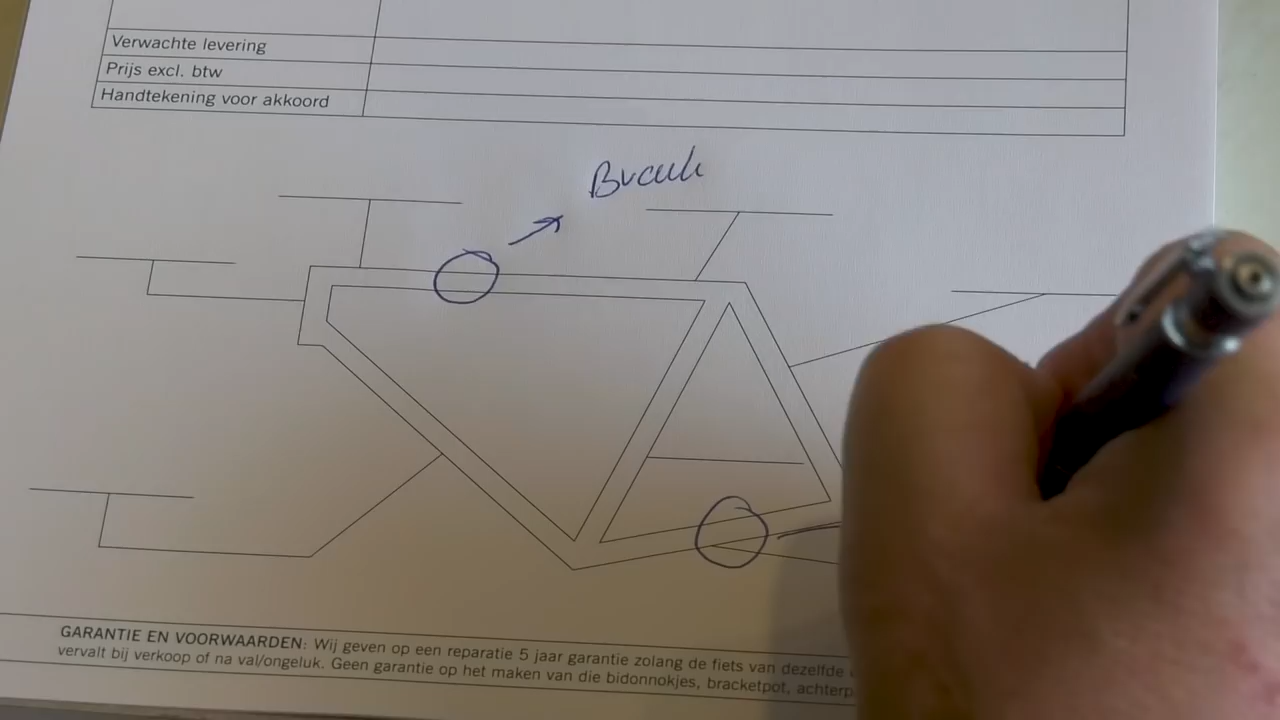 Verwachte levering
Prijs excl. btw
Handtekening voor akkoord
GARANTIE EN VOORWAARDEN: Wij geven op een reparatie 5 jaar garantie zolang de fiets van dezelfde
vervalt bij verkoop of na val/ongeluk. Geen garantie op het maken van die bidonnokjes, bracketpot, achterp